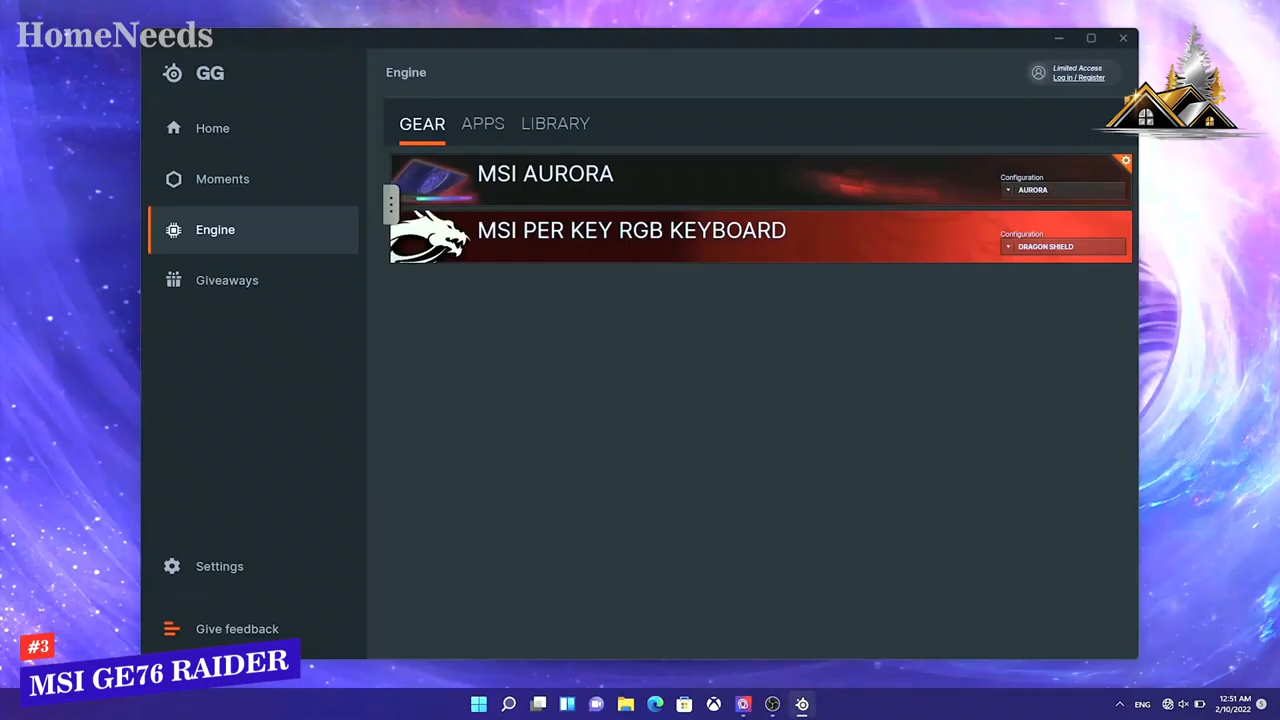 HomeNeeds
GG
Engine
Limited Access
Log in / Register
Home
Moments
Engine
Giveaways
Settings
Give feedback
GEAR APPS LIBRARY
MSI AURORA
Configuration
AURORA
MSI PER KEY RGB KEYBOARD
Configuration
DRAGON SHIELD
#3
MSI GE76 RAIDER
ENG
12:51 AM
2/10/2022
5